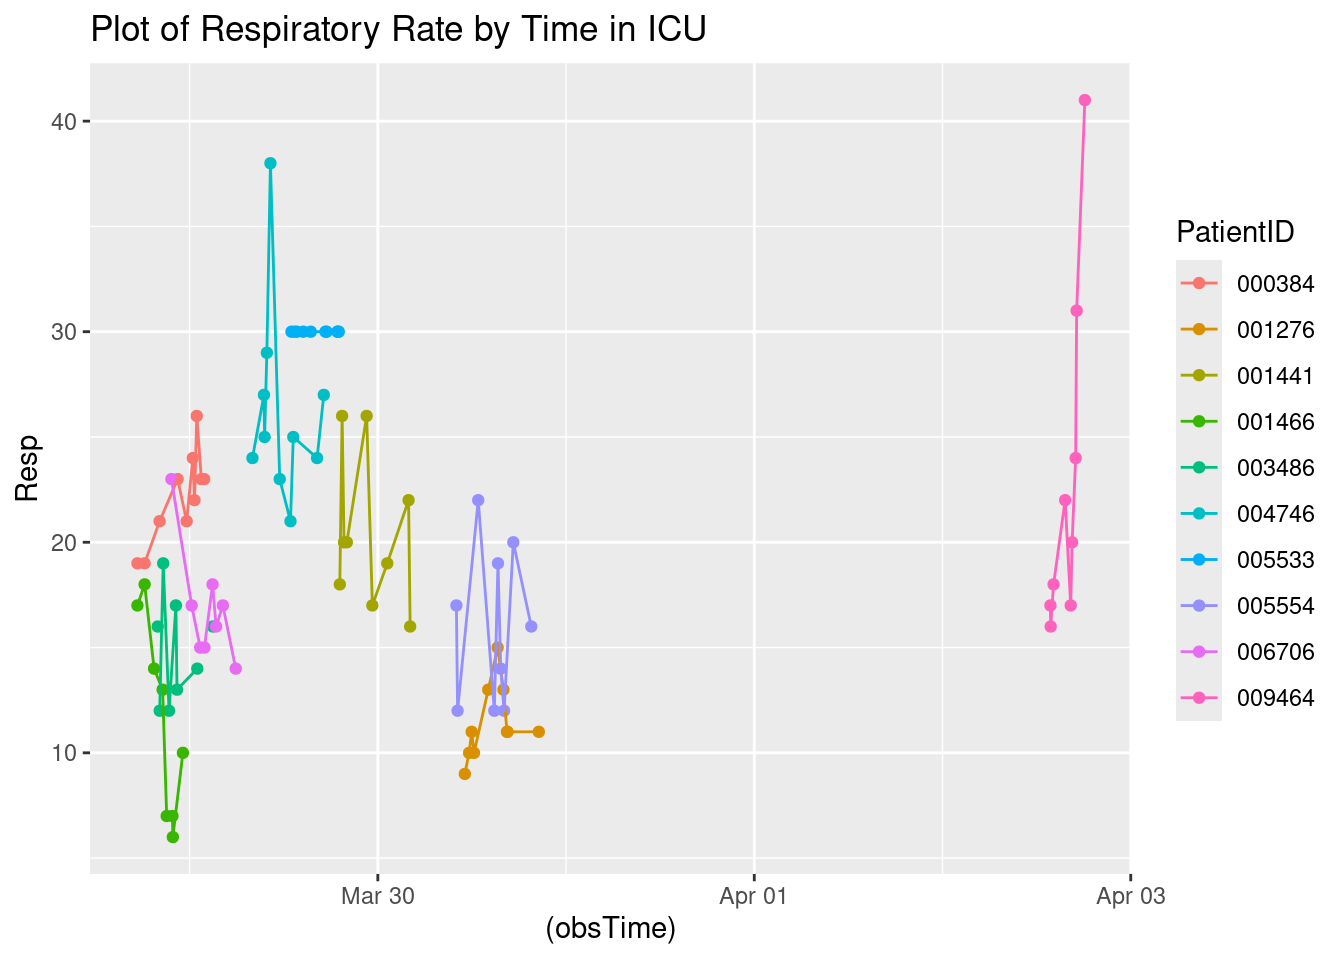 Plot of Respiratory Rate by Time in ICU
Resp
40
30
20
10
Mar 30
Apr 01
Apr 03
(obsTime)
PatientID
000384
001276
001441
001466
003486
004746
005533
005554
006706
009464